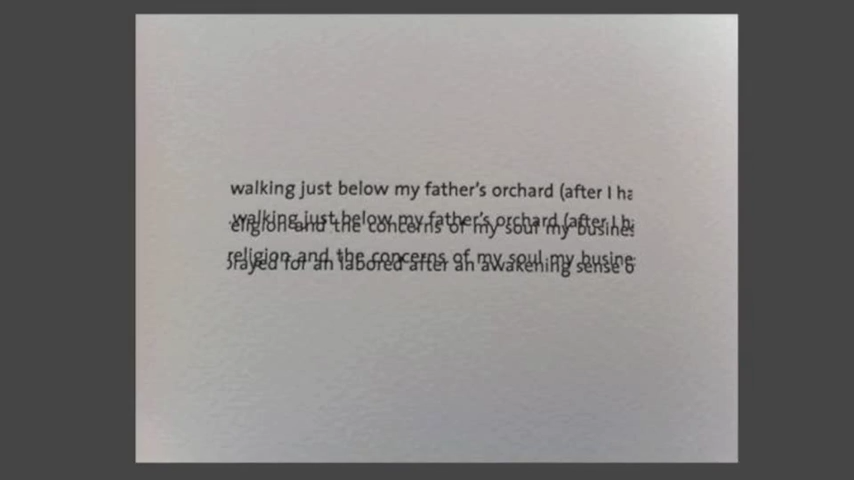 walking just below my father's orchard (after I ha
walking just below my father's orchard (after I ha
eligion and the concerns of my soul my busines
religion and the concerns of my soul my busine
prayed for an labored after an awakening sense o